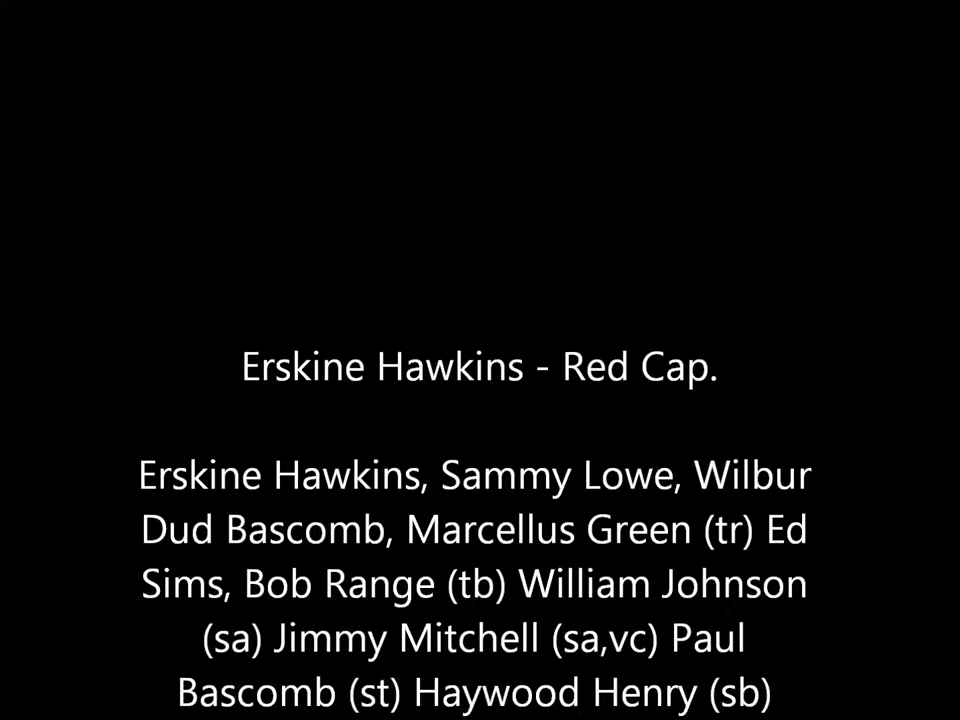 Erskine Hawkins - Red Cap.
Erskine Hawkins, Sammy Lowe, Wilbur
Dud Bascomb, Marcellus Green (tr) Ed
Sims, Bob Range (tb) William Johnson
(sa) Jimmy Mitchell (sa,vc) Paul
Bascomb (st) Haywood Henry (sb)